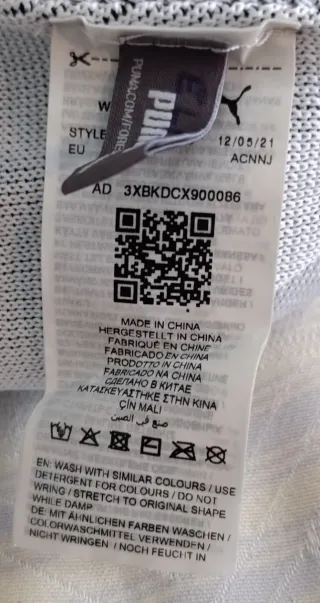 PUMA.COM/FORE
W
STYLE
12/05/21
EU
ACNNJ
AD 3XBKDCX900086
MADE IN CHINA
HERGESTELLT IN CHINA
FABRIQUÉ EN CHINE
FABRICADO EN CHINA
PRODOTTO IN CHINA
FABRICADO NA CHINA
СДЕЛАНО В КИТАЕ
ΚΑΤΑΣΚΕΥΑΣΤΗΚΕ ΣΤΗΝ ΚΙΝΑ
ÇİN MALI
صنع في الصين
EN: WASH WITH SIMILAR COLOURS / USE
DETERGENT FOR COLOURS / DO NOT
WRING / STRETCH TO ORIGINAL SHAPE
WHILE DAMP
DE: MIT ÄHNLICHEN FARBEN WASCHEN /
COLORWASCHMITTEL VERWENDEN /
NICHT WRINGEN / NOCH FEUCHT IN